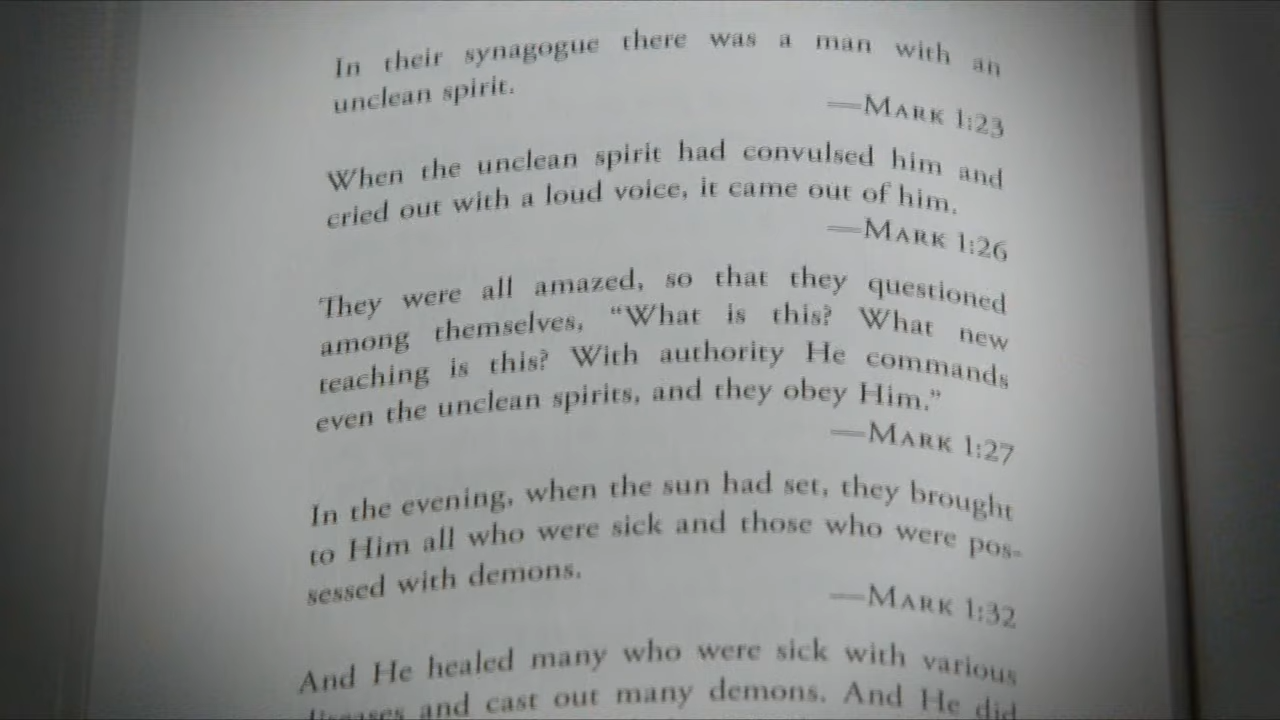 In their synagogue there was a man with an
unclean spirit.
—MARK 1:23
When the unclean spirit had convulsed him and
cried out with a loud voice, it came out of him.
—MARK 1:26
They were all amazed, so that they questioned
among themselves, “What is this? What new
teaching is this? With authority He commands
even the unclean spirits, and they obey Him.”
—MARK 1:27
In the evening, when the sun had set, they brought
to Him all who were sick and those who were pos-
sessed with demons.
—MARK 1:32
And He healed many who were sick with various
diseases and cast out many demons. And He did